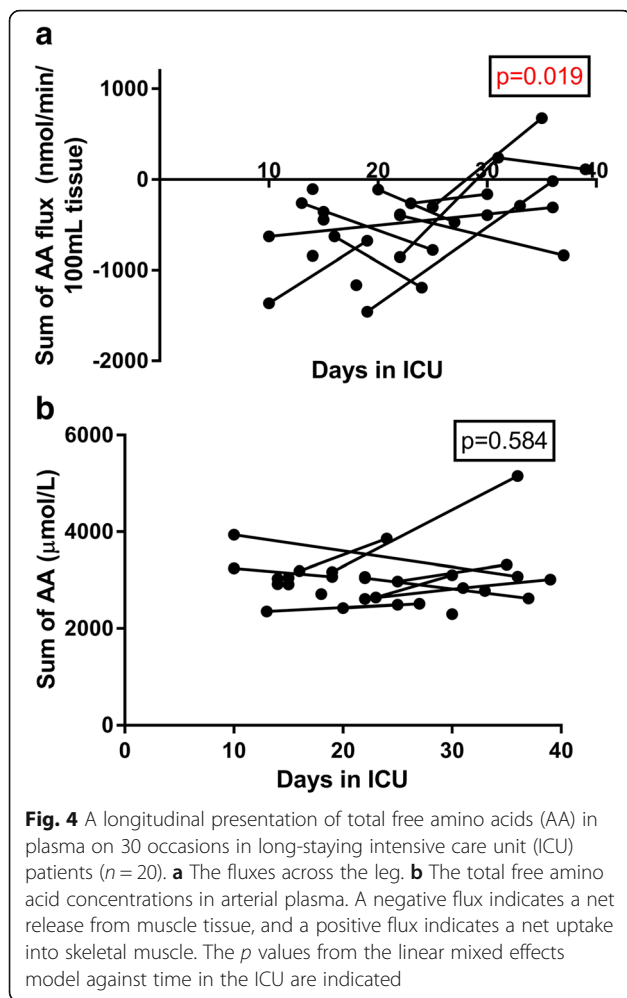 a
p=0.019
1000
0
10 20 30 40
-1000
-2000
Sum of AA flux (nmol/min/
100mL tissue)
Days in ICU
b
p=0.584
6000
4000
2000
0
Sum of AA (μmol/L)
0 10 20 30 40
Days in ICU
Fig. 4 A longitudinal presentation of total free amino acids (AA) in
plasma on 30 occasions in long-staying intensive care unit (ICU)
patients (n = 20). a The fluxes across the leg. b The total free amino
acid concentrations in arterial plasma. A negative flux indicates a net
release from muscle tissue, and a positive flux indicates a net uptake
into skeletal muscle. The p values from the linear mixed effects
model against time in the ICU are indicated